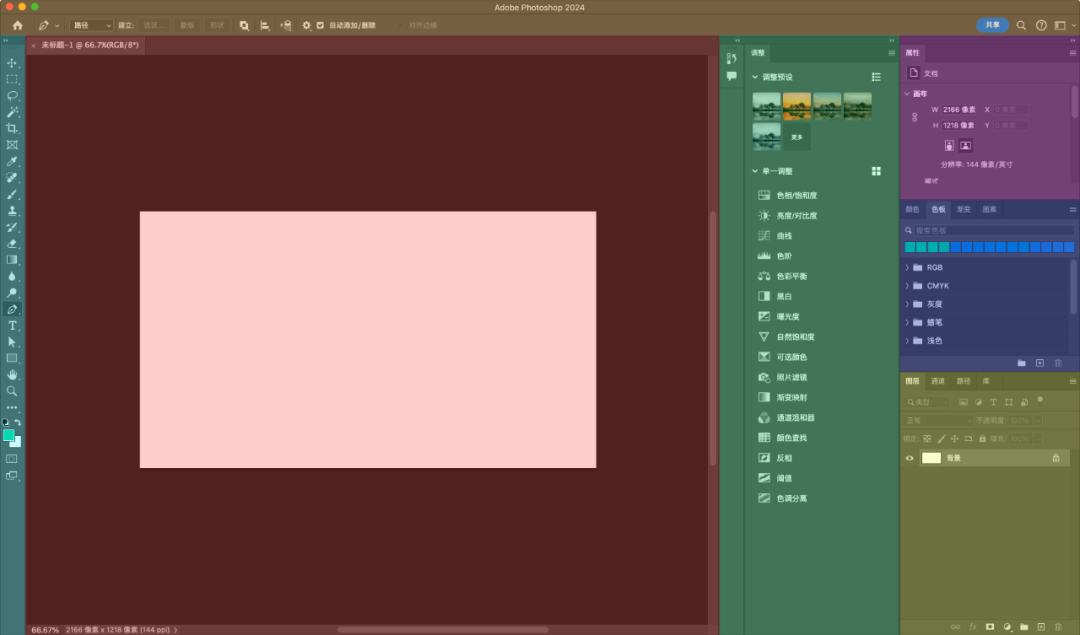 Adobe Photoshop 2024
路径 建立: 选区... 蒙版 形状 自动添加/删除 对齐边缘
共享
× 未标题-1 @ 66.7%(RGB/8*)
调整
调整预设
更多
单一调整
色相/饱和度
亮度/对比度
曲线
色阶
色彩平衡
黑白
曝光度
自然饱和度
可选颜色
照片滤镜
渐变映射
通道混和器
颜色查找
反相
阈值
色调分离
属性
文档
画布
W 2166 像素 X 0 像素
H 1218 像素 Y 0 像素
分辨率: 144 像素/英寸
模式
颜色 色板 渐变 图案
搜索色板
RGB
CMYK
灰度
蜡笔
浅色
图层 通道 路径 库
类型
正常 不透明度: 100%
锁定: 填充: 100%
背景
fx
66.67% 2166 像素 x 1218 像素 (144 ppi)